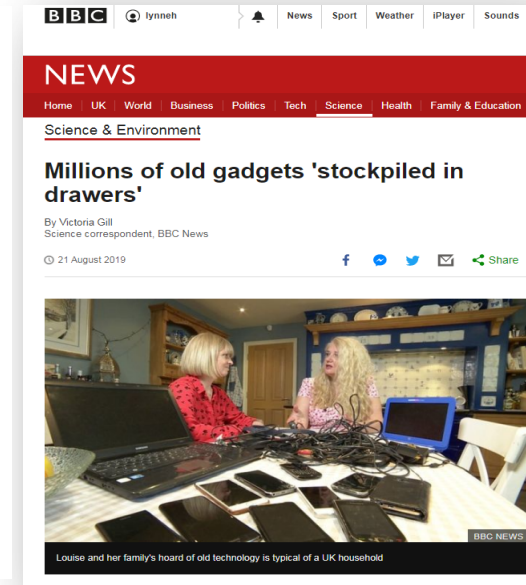 BBC lynneh News Sport Weather iPlayer Sounds
NEWS
Home UK World Business Politics Tech Science Health Family & Education
Science & Environment
Millions of old gadgets 'stockpiled in
drawers'
By Victoria Gill
Science correspondent, BBC News
21 August 2019 Share
BBC NEWS
Louise and her family's hoard of old technology is typical of a UK household